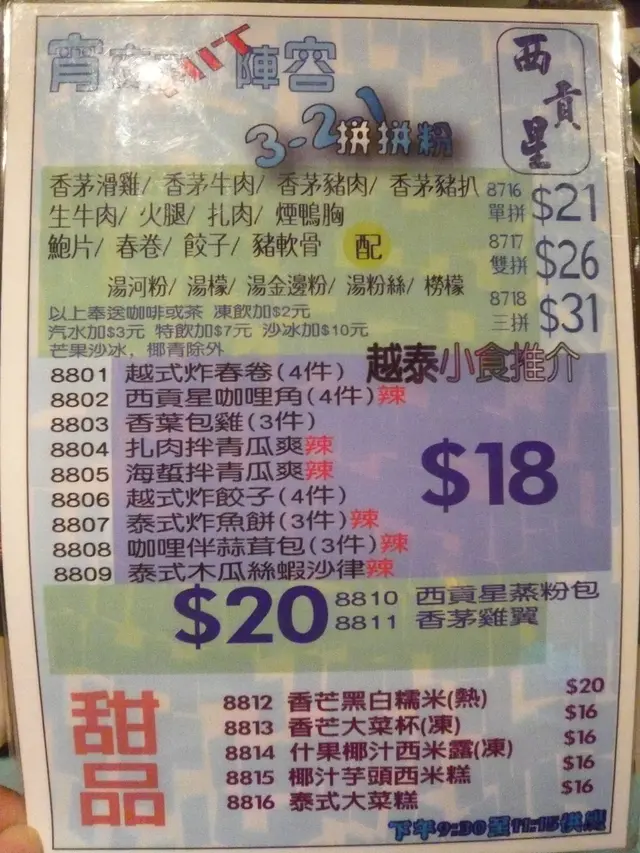 宵夜HIT陣容
西貢星
3-2-1拼拼粉
香茅滑雞/ 香茅牛肉/ 香茅豬肉/ 香茅豬扒
生牛肉/ 火腿/ 扎肉/ 煙鴨胸
鮑片/ 春卷/ 餃子/ 豬軟骨 配
湯河粉/ 湯檬/ 湯金邊粉/ 湯粉絲/ 撈檬
8716 單拼 $21
8717 雙拼 $26
8718 三拼 $31
以上奉送咖啡或茶 凍飲加$2元
汽水加$3元 特飲加$7元 沙冰加$10元
芒果沙冰，椰青除外
越泰小食推介
8801 越式炸春卷(4件)
8802 西貢星咖哩角(4件)辣
8803 香葉包雞(3件)
8804 扎肉拌青瓜爽辣
8805 海蜇拌青瓜爽辣
8806 越式炸餃子(4件)
8807 泰式炸魚餅(3件)辣
8808 咖哩伴蒜茸包(3件)辣
8809 泰式木瓜絲蝦沙律辣
$18
$20
8810 西貢星蒸粉包
8811 香茅雞翼
甜品
8812 香芒黑白糯米(熱) $20
8813 香芒大菜杯(凍) $16
8814 什果椰汁西米露(凍) $16
8815 椰汁芋頭西米糕 $16
8816 泰式大菜糕 $16
下午9:30至11:15供應